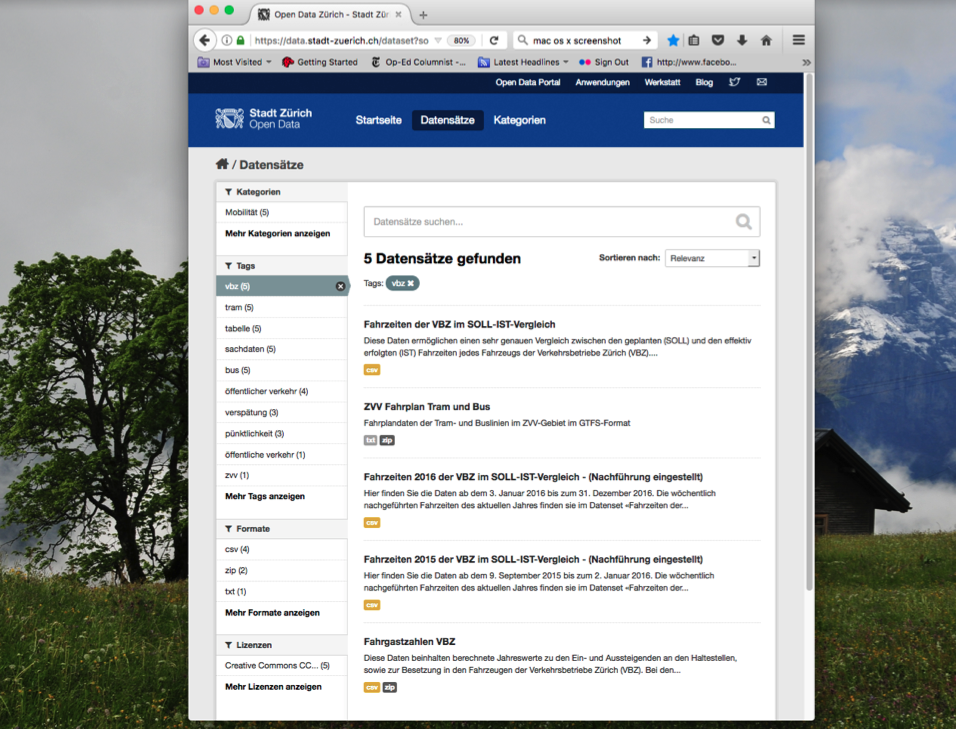 Open Data Zürich - Stadt Zür
https://data.stadt-zuerich.ch/dataset?so
80%
mac os x screenshot
Most Visited
Getting Started
Op-Ed Columnist -...
Latest Headlines
Sign Out
http://www.facebo...
Open Data Portal
Anwendungen
Werkstatt
Blog
Stadt Zürich
Open Data
Startseite
Datensätze
Kategorien
Suche
/ Datensätze
Kategorien
Mobilität (5)
Mehr Kategorien anzeigen
Tags
vbz (5)
tram (5)
tabelle (5)
sachdaten (5)
bus (5)
öffentlicher verkehr (4)
verspätung (3)
pünktlichkeit (3)
öffentliche verkehr (1)
zvv (1)
Mehr Tags anzeigen
Formate
csv (4)
zip (2)
txt (1)
Mehr Formate anzeigen
Lizenzen
Creative Commons CC... (5)
Mehr Lizenzen anzeigen
Datensätze suchen...
5 Datensätze gefunden
Sortieren nach:
Relevanz
Tags:
vbz
Fahrzeiten der VBZ im SOLL-IST-Vergleich
Diese Daten ermöglichen einen sehr genauen Vergleich zwischen den geplanten (SOLL) und den effektiv
erfolgten (IST) Fahrzeiten jedes Fahrzeugs der Verkehrsbetriebe Zürich (VBZ)....
csv
ZVV Fahrplan Tram und Bus
Fahrplandaten der Tram- und Buslinien im ZVV-Gebiet im GTFS-Format
txt zip
Fahrzeiten 2016 der VBZ im SOLL-IST-Vergleich - (Nachführung eingestellt)
Hier finden Sie die Daten ab dem 3. Januar 2016 bis zum 31. Dezember 2016. Die wöchentlich
nachgeführten Fahrzeiten des aktuellen Jahres finden sie im Datenset «Fahrzeiten der...
csv
Fahrzeiten 2015 der VBZ im SOLL-IST-Vergleich - (Nachführung eingestellt)
Hier finden Sie die Daten ab dem 9. September 2015 bis zum 2. Januar 2016. Die wöchentlich
nachgeführten Fahrzeiten des aktuellen Jahres finden sie im Datenset «Fahrzeiten der...
csv
Fahrgastzahlen VBZ
Diese Daten beinhalten berechnete Jahreswerte zu den Ein- und Aussteigenden an den Haltestellen,
sowie zur Besetzung in den Fahrzeugen der Verkehrsbetriebe Zürich (VBZ). Bei den...
csv zip